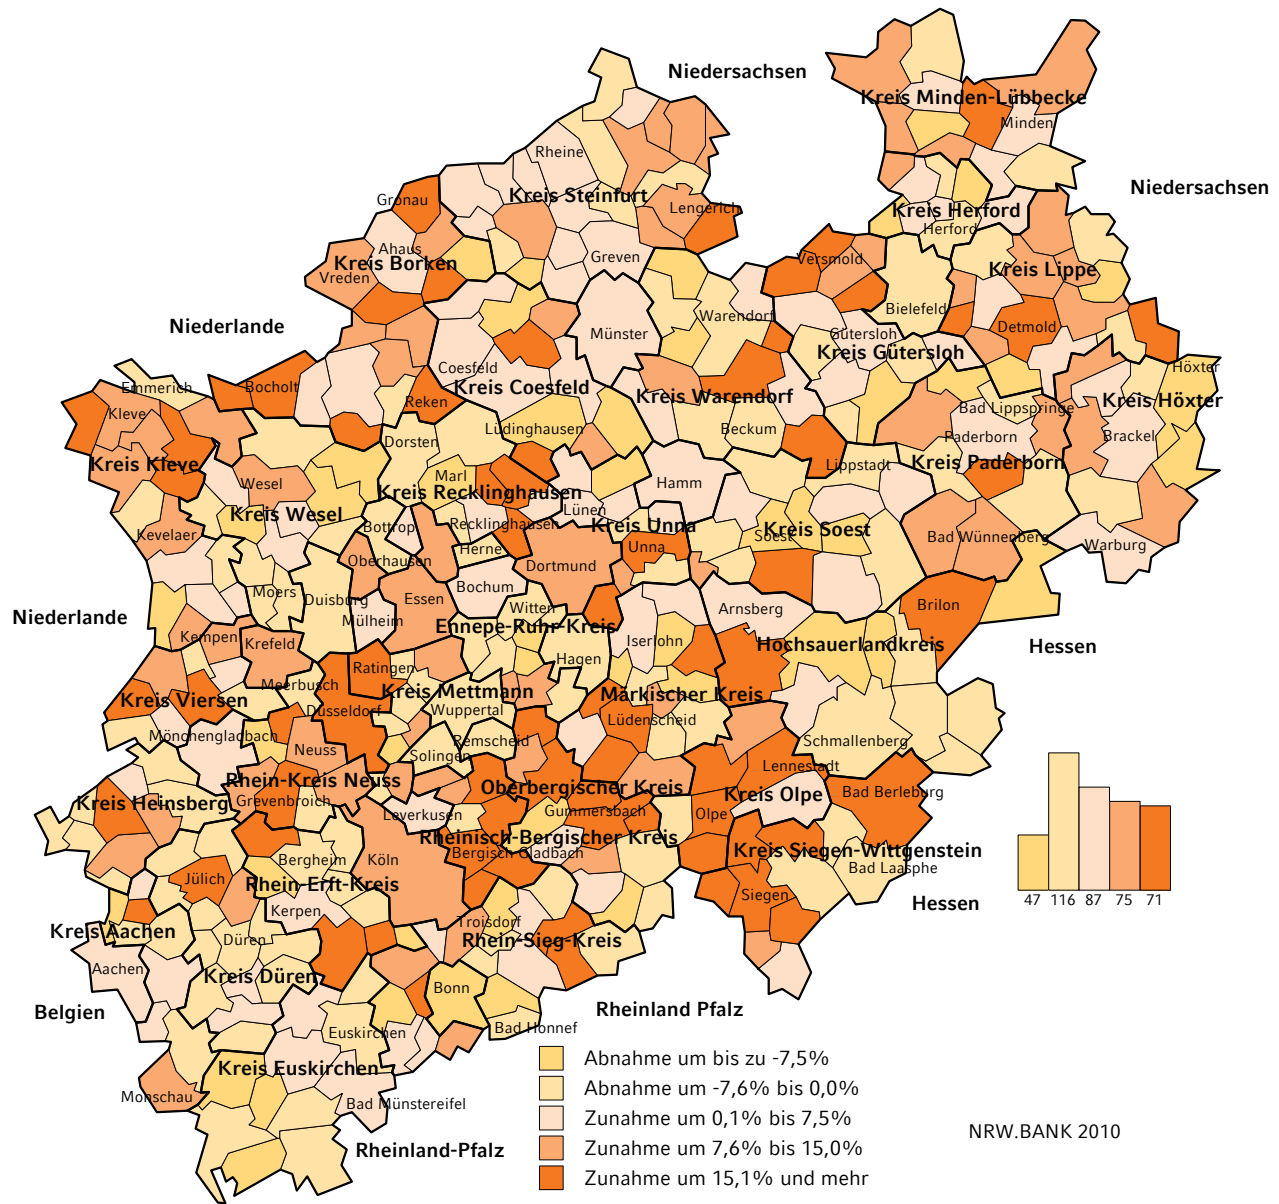 Niedersachsen
Kreis Minden-Lübbecke
Minden
Rheine
Niedersachsen
Kreis Steinfurt
Gronau
Lengerich
Kreis Herford
Herford
Ahaus
Greven
Kreis Borken
Versmold
Kreis Lippe
Vreden
Bielefeld
Warendorf
Niederlande
Münster
Gütersloh
Detmold
Kreis Gütersloh
Coesfeld
Höxter
Emmerich
Bocholt
Kreis Coesfeld
Kreis Warendorf
Kreis Höxter
Reken
Bad Lippspringe
Kleve
Lüdinghausen
Beckum
Paderborn
Brackel
Dorsten
Kreis Kleve
Lippstadt
Kreis Paderborn
Marl
Wesel
Hamm
Kreis Recklinghausen
Lünen
Kreis Wesel
Bottrop
Recklinghausen
Kreis Unna
Kreis Soest
Kevelaer
Soest
Bad Wünnenberg
Herne
Unna
Warburg
Oberhausen
Dortmund
Bochum
Moers
Duisburg
Essen
Witten
Arnsberg
Brilon
Niederlande
Mülheim
Ennepe-Ruhr-Kreis
Kempen
Krefeld
Iserlohn
Hochsauerlandkreis
Hessen
Hagen
Ratingen
Meerbusch
Kreis Mettmann
Märkischer Kreis
Kreis Viersen
Düsseldorf
Wuppertal
Lüdenscheid
Mönchengladbach
Remscheid
Schmallenberg
Neuss
Solingen
Lennestadt
Rhein-Kreis Neuss
Oberbergischer Kreis
Kreis Olpe
Bad Berleburg
Kreis Heinsberg
Grevenbroich
Leverkusen
Gummersbach
Olpe
Rheinisch-Bergischer Kreis
Bergheim
Köln
Bergisch-Gladbach
Kreis Siegen-Wittgenstein
Bad Laasphe
Jülich
Rhein-Erft-Kreis
Siegen
Hessen
47 116 87 75 71
Kerpen
Troisdorf
Kreis Aachen
Düren
Rhein-Sieg-Kreis
Aachen
Kreis Düren
Bonn
Belgien
Rheinland Pfalz
Euskirchen
Bad Honnef
Abnahme um bis zu -7,5%
Kreis Euskirchen
Abnahme um -7,6% bis 0,0%
Monschau
Bad Münstereifel
Zunahme um 0,1% bis 7,5%
NRW.BANK 2010
Rheinland-Pfalz
Zunahme um 7,6% bis 15,0%
Zunahme um 15,1% und mehr